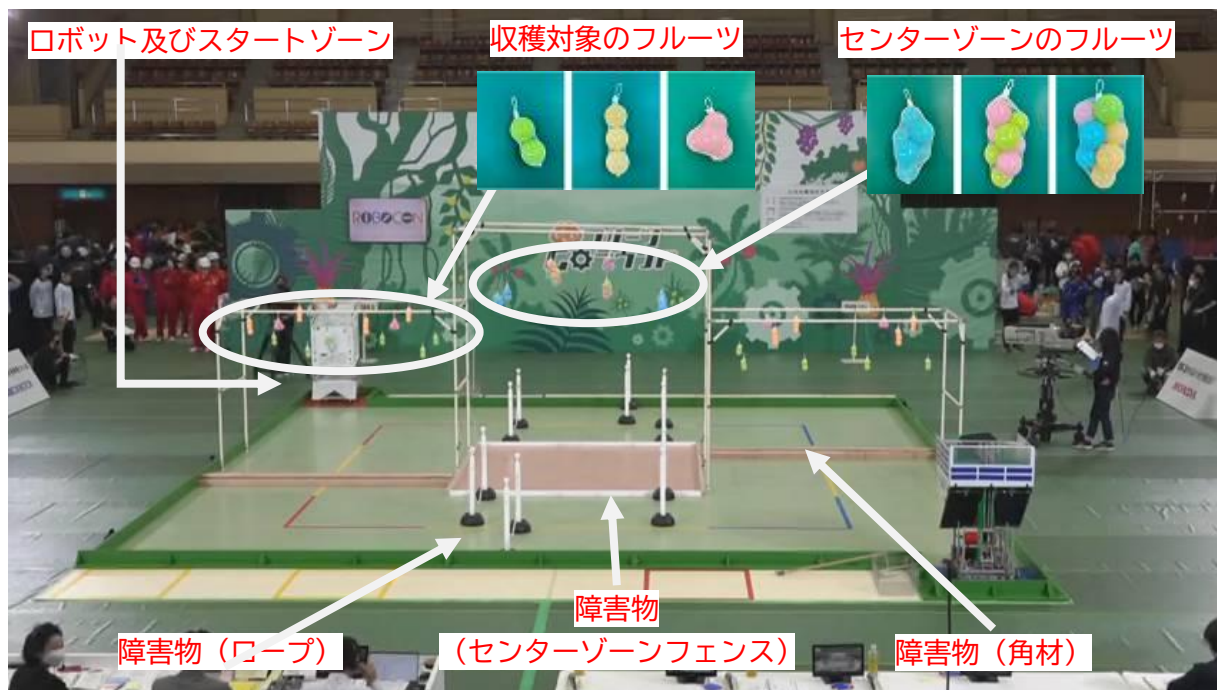 ロボット及びスタートゾーン
収穫対象のフルーツ
センターゾーンのフルーツ
ROBOCON
障害物（ロープ）
障害物
（センターゾーンフェンス）
障害物（角材）